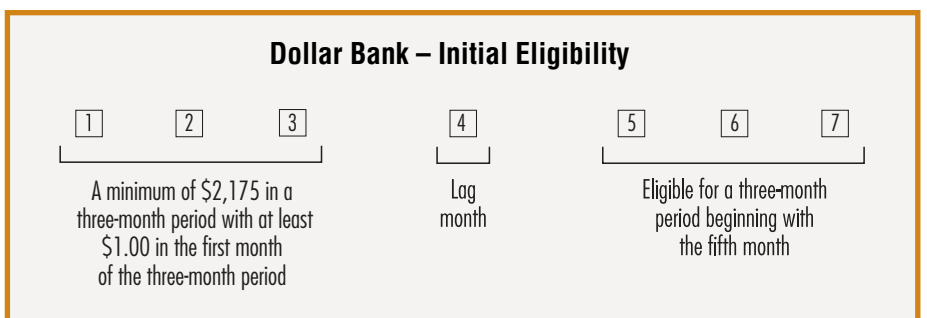 Dollar Bank – Initial Eligibility
1 2 3 4 5 6 7
A minimum of $2,175 in a
three-month period with at least
$1.00 in the first month
of the three-month period
Lag
month
Eligible for a three-month
period beginning with
the fifth month